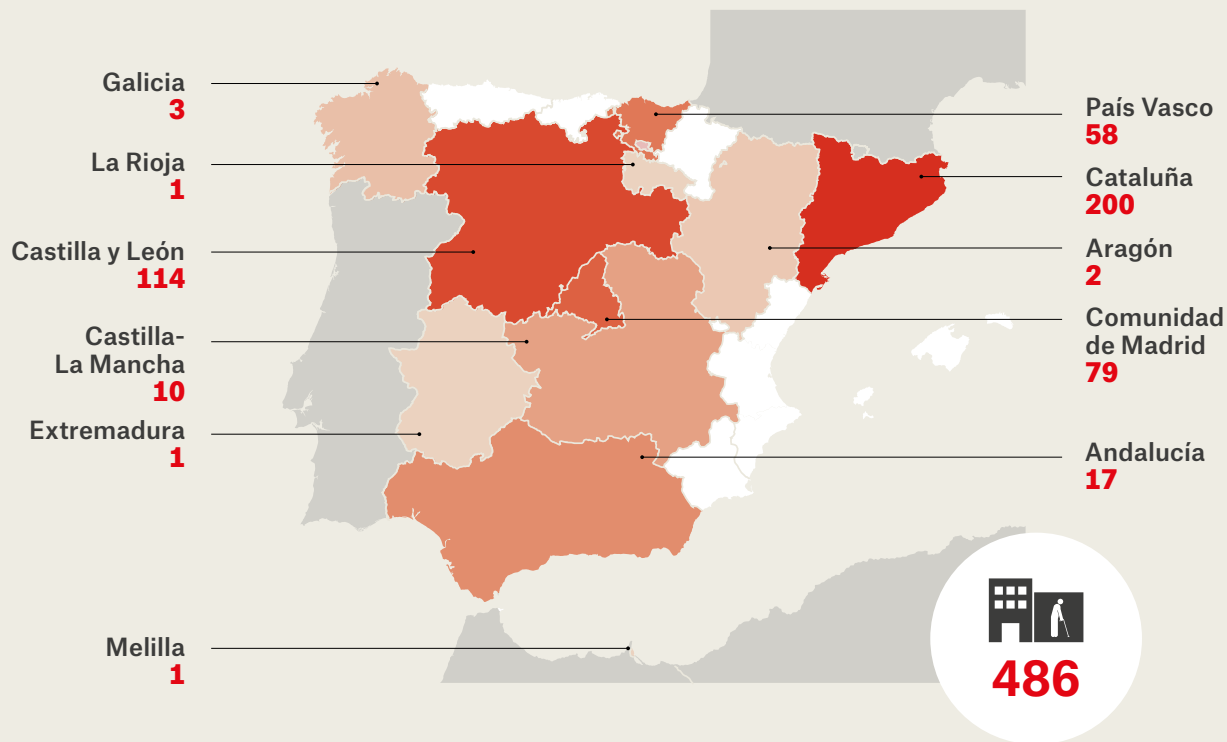 Galicia
3
La Rioja
1
Castilla y León
114
Castilla-
La Mancha
10
Extremadura
1
Melilla
1
País Vasco
58
Cataluña
200
Aragón
2
Comunidad
de Madrid
79
Andalucía
17
486